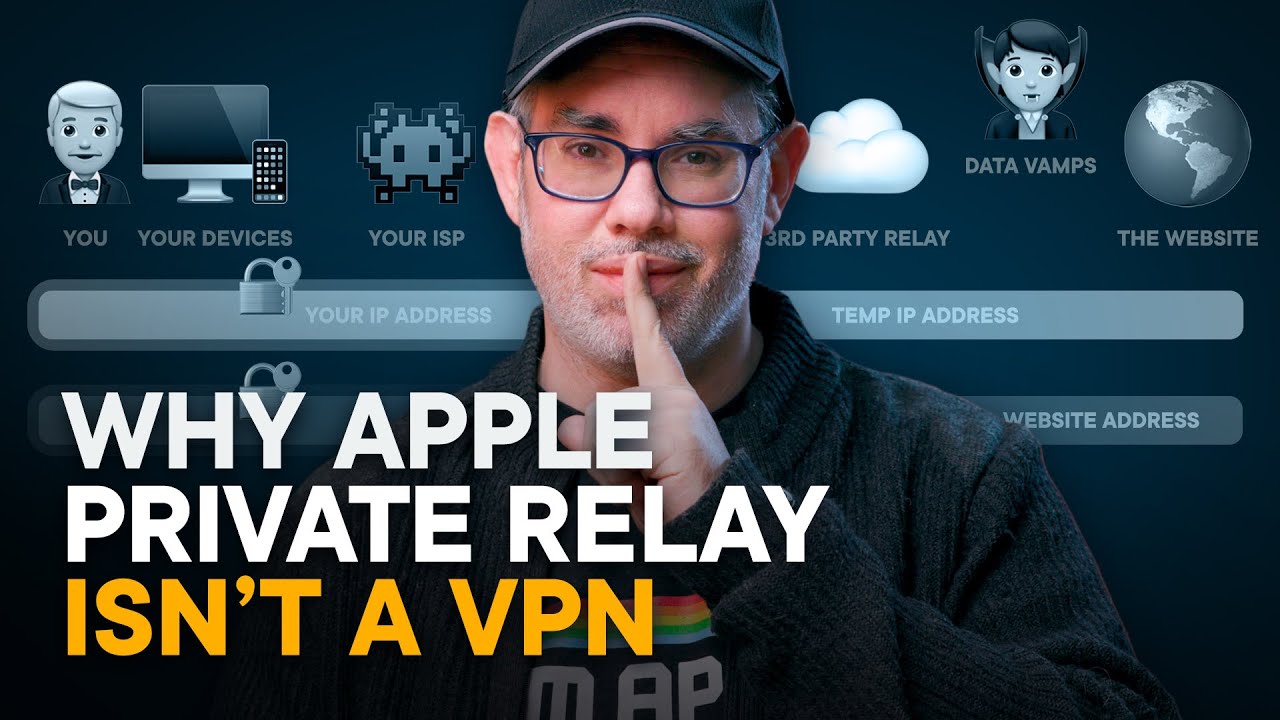 DATA VAMPS
YOU
YOUR DEVICES
YOUR ISP
3RD PARTY RELAY
THE WEBSITE
YOUR IP ADDRESS
TEMP IP ADDRESS
WEBSITE ADDRESS
WHY APPLE
PRIVATE RELAY
ISN'T A VPN